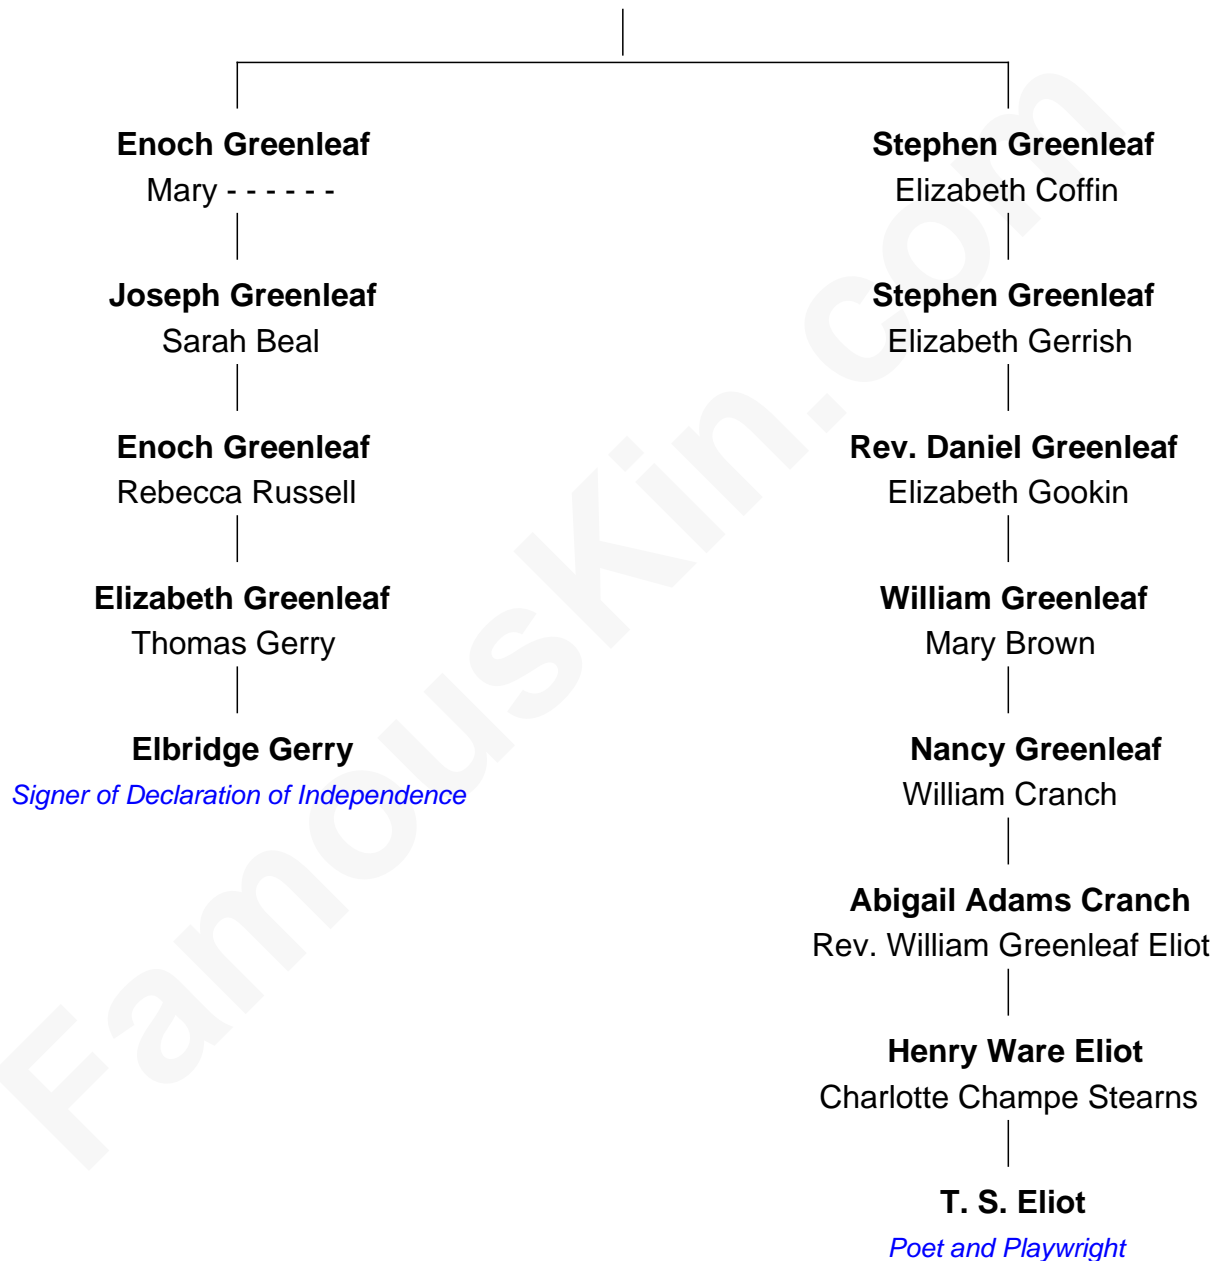 Enoch Greenleaf
Mary - - - - - -
Joseph Greenleaf
Sarah Beal
Enoch Greenleaf
Rebecca Russell
Elizabeth Greenleaf
Thomas Gerry
Elbridge Gerry
Signer of Declaration of Independence
Stephen Greenleaf
Elizabeth Coffin
Stephen Greenleaf
Elizabeth Gerrish
Rev. Daniel Greenleaf
Elizabeth Gookin
William Greenleaf
Mary Brown
Nancy Greenleaf
William Cranch
Abigail Adams Cranch
Rev. William Greenleaf Eliot
Henry Ware Eliot
Charlotte Champe Stearns
T. S. Eliot
Poet and Playwright
FamousKin.com